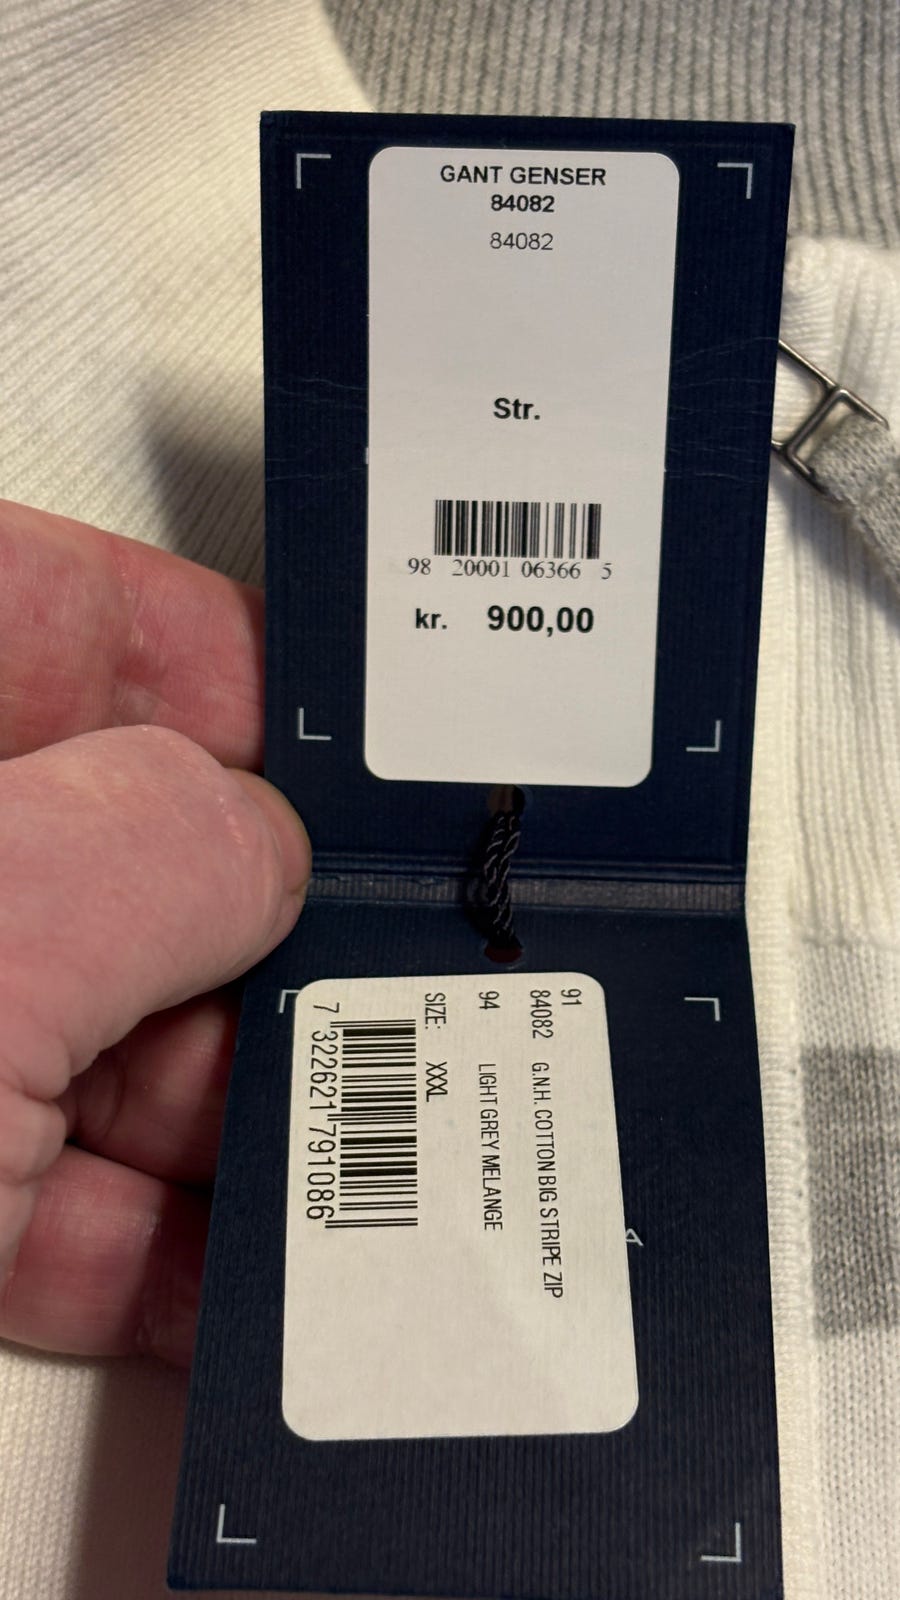 GANT GENSER
84082
84082
Str.
98 20001 06366 5
kr. 900,00
91
84082 G.N.H. COTTON BIG STRIPE ZIP
94 LIGHT GREY MELANGE
SIZE: XXXL
7 322621 791086
A